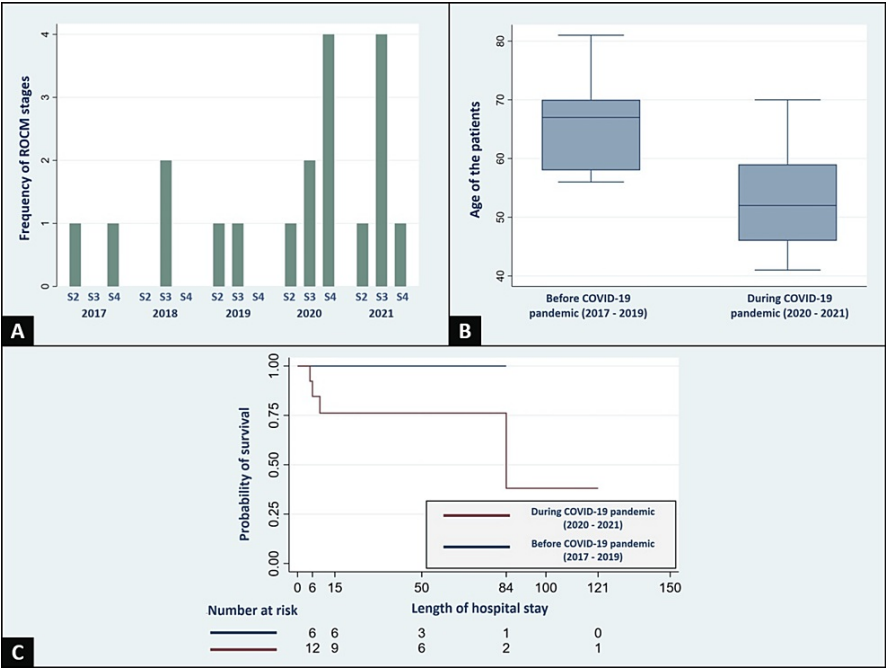 Frequency of ROCM stages
4
3
2
1
0
S2 S3 S4 S2 S3 S4 S2 S3 S4 S2 S3 S4 S2 S3 S4
2017 2018 2019 2020 2021
A
Age of the patients
80
70
60
50
40
Before COVID-19
pandemic (2017 - 2019)
During COVID-19
pandemic (2020 - 2021)
B
Probability of survival
1.00
0.75
0.50
0.25
0.00
During COVID-19 pandemic
(2020 - 2021)
Before COVID-19 pandemic
(2017 - 2019)
0 6 15 50 84 100 121 150
Number at risk
Length of hospital stay
6 6 3 1 0
12 9 6 2 1
C